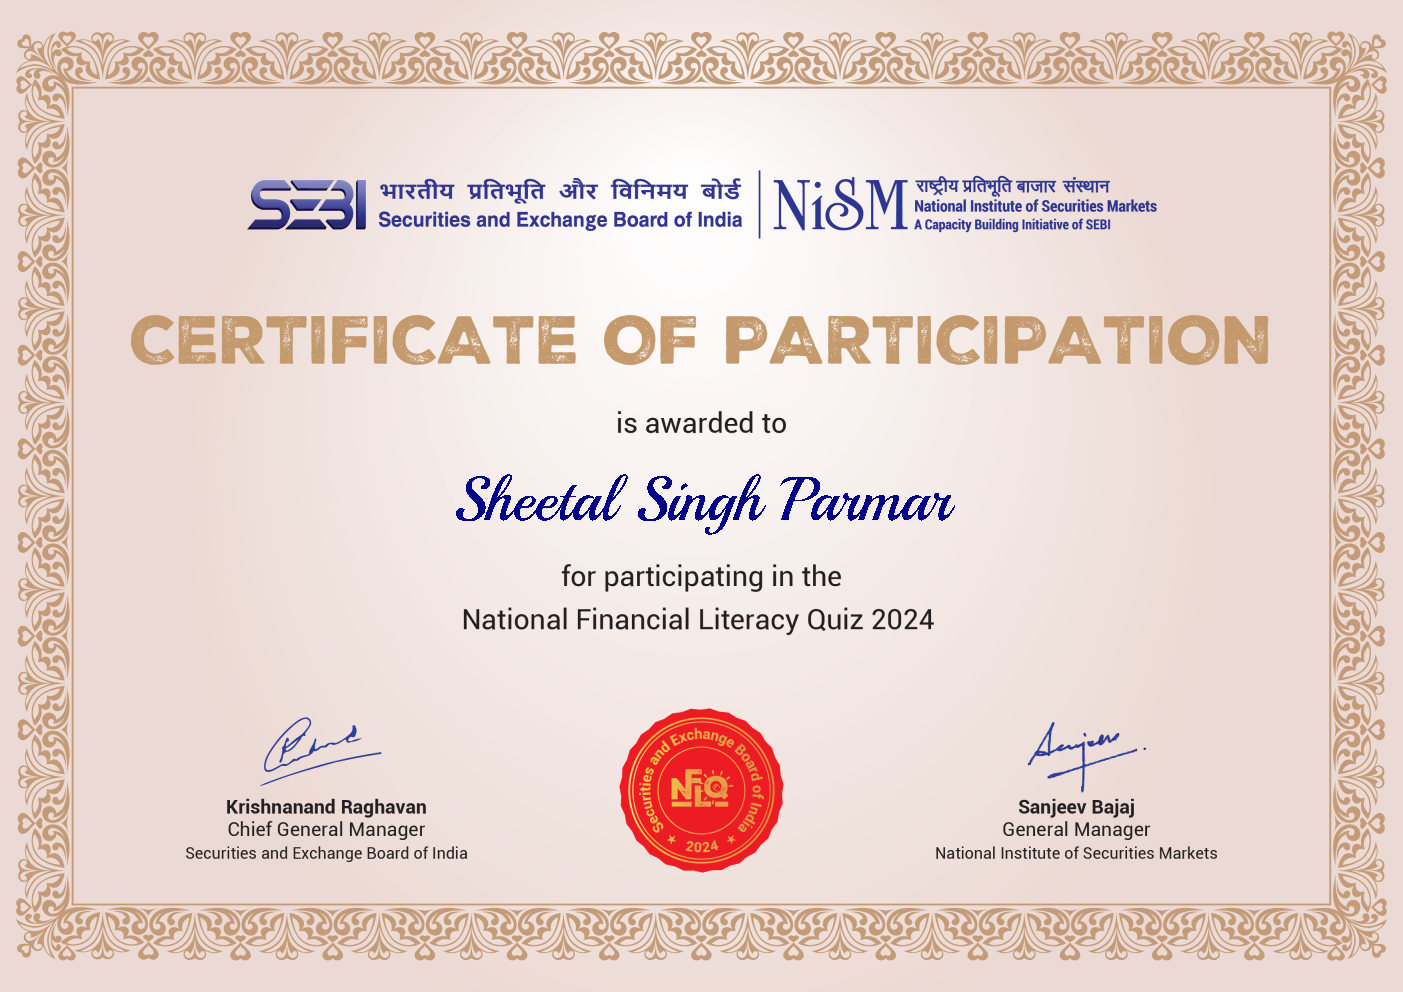 SEBI
भारतीय प्रतिभूति और विनिमय बोर्ड
Securities and Exchange Board of India
NiSM
राष्ट्रीय प्रतिभूति बाजार संस्थान
National Institute of Securities Markets
A Capacity Building Initiative of SEBI
CERTIFICATE OF PARTICIPATION
is awarded to
Sheetal Singh Parmar
for participating in the
National Financial Literacy Quiz 2024
Krishnanand Raghavan
Chief General Manager
Securities and Exchange Board of India
Securities and Exchange Board of India
NFLQ
★ 2024 ★
Sanjeev
Sanjeev Bajaj
General Manager
National Institute of Securities Markets